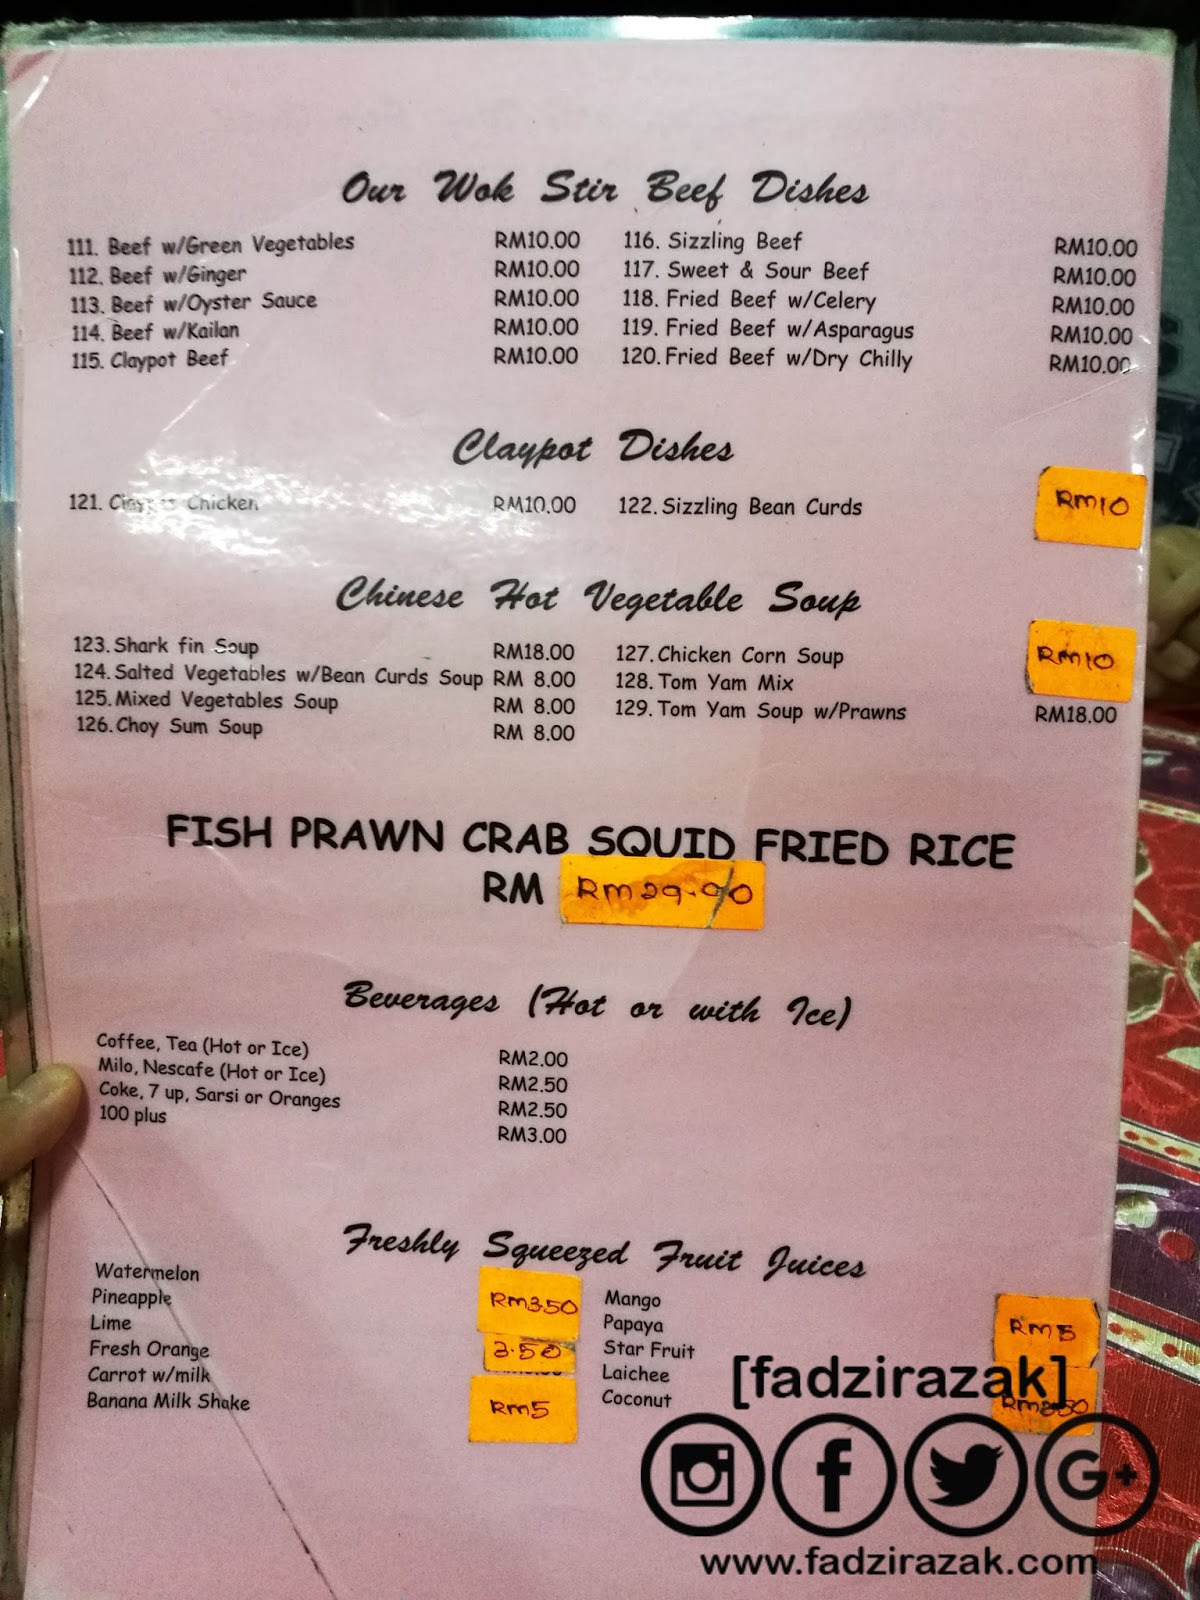 Our Wok Stir Beef Dishes
111. Beef w/Green Vegetables RM10.00
112. Beef w/Ginger RM10.00
113. Beef w/Oyster Sauce RM10.00
114. Beef w/Kailan RM10.00
115. Claypot Beef RM10.00
116. Sizzling Beef RM10.00
117. Sweet & Sour Beef RM10.00
118. Fried Beef w/Celery RM10.00
119. Fried Beef w/Asparagus RM10.00
120. Fried Beef w/Dry Chilly RM10.00
Claypot Dishes
121. Claypot Chicken RM10.00
122. Sizzling Bean Curds RM10
Chinese Hot Vegetable Soup
123. Shark fin Soup RM18.00
124. Salted Vegetables w/Bean Curds Soup RM 8.00
125. Mixed Vegetables Soup RM 8.00
126. Choy Sum Soup RM 8.00
127. Chicken Corn Soup RM10
128. Tom Yam Mix
129. Tom Yam Soup w/Prawns RM18.00
FISH PRAWN CRAB SQUID FRIED RICE
RM RM29.90
Beverages (Hot or with Ice)
Coffee, Tea (Hot or Ice) RM2.00
Milo, Nescafe (Hot or Ice) RM2.50
Coke, 7 up, Sarsi or Oranges RM2.50
100 plus RM3.00
Freshly Squeezed Fruit Juices
Watermelon
Pineapple RM3.50
Lime
Fresh Orange 3.50
Carrot w/milk
Banana Milk Shake RM5
Mango
Papaya RM5
Star Fruit
Laichee
Coconut
[fadzirazak]
G+
www.fadzirazak.com